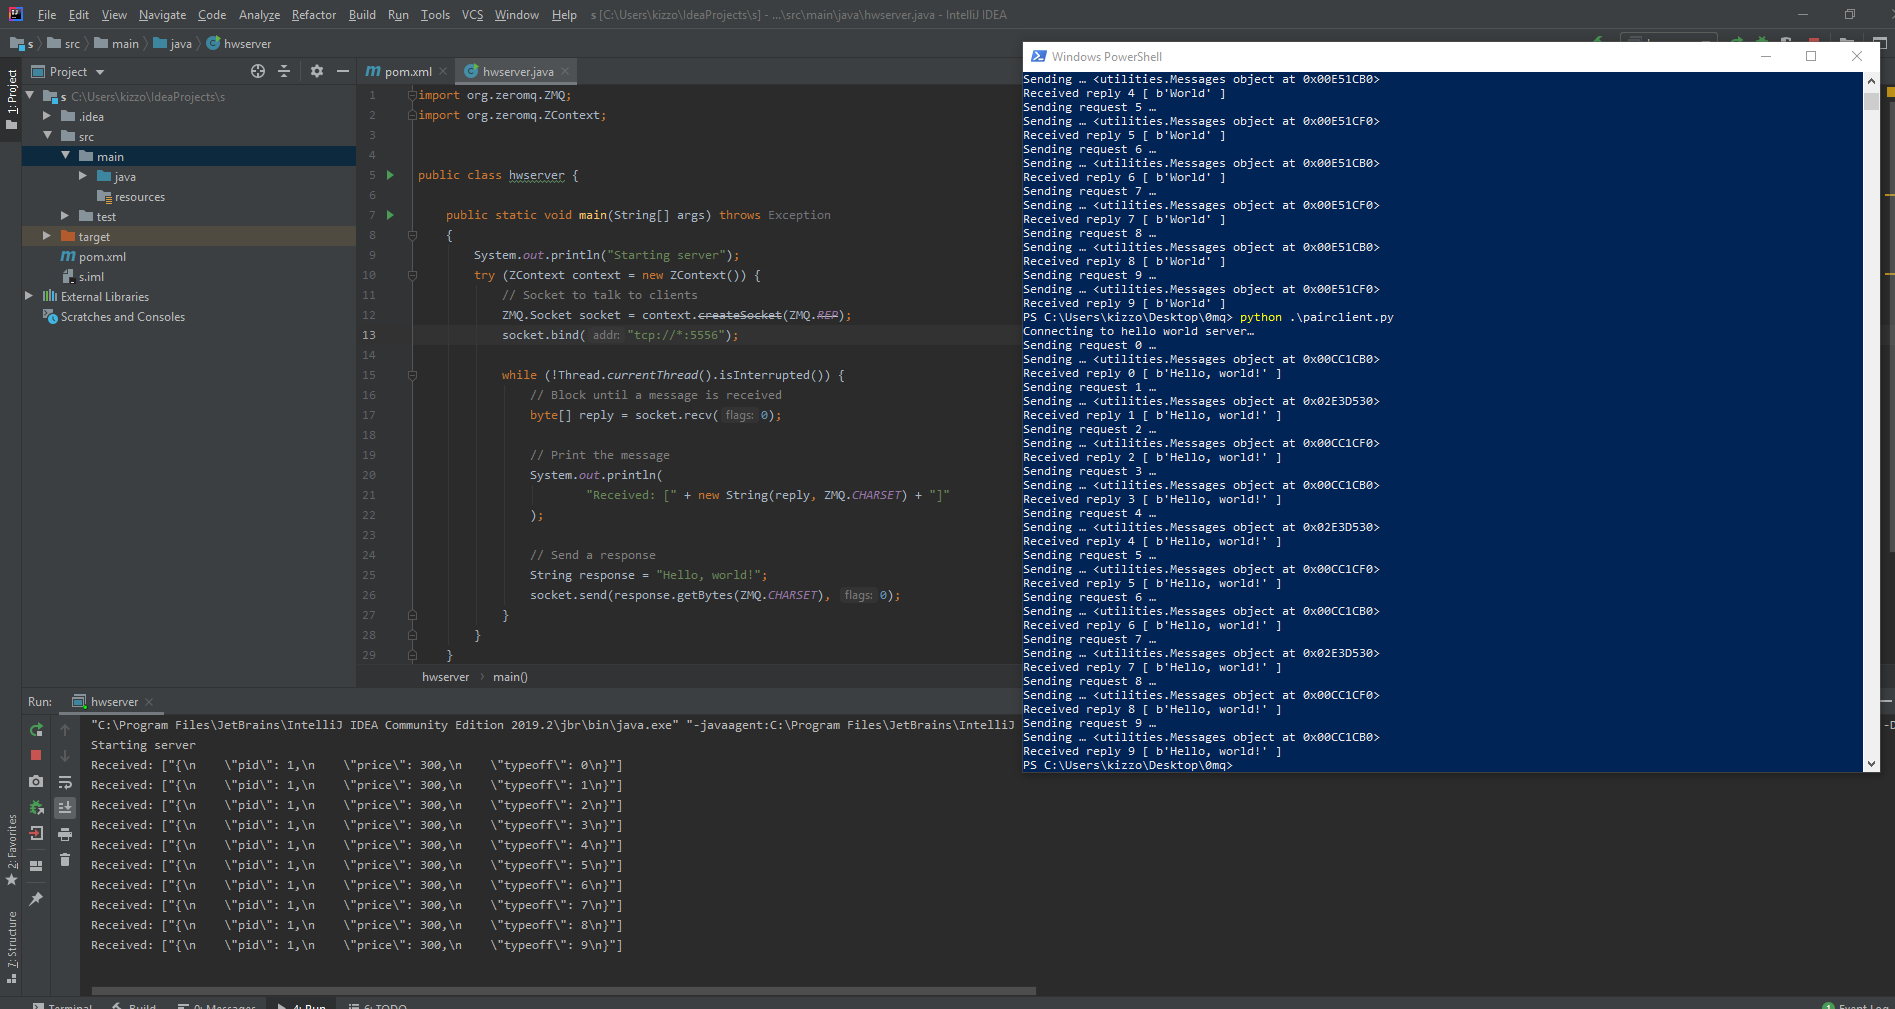 File Edit View Navigate Code Analyze Refactor Build Run Tools VCS Window Help s [C:\Users\kizzo\IdeaProjects\s] - ...\src\main\java\hwserver.java - IntelliJ IDEA
s src main java hwserver
Project
pom.xml
hwserver.java
1: Project
s C:\Users\kizzo\IdeaProjects\s
.idea
src
main
java
resources
test
target
pom.xml
s.iml
External Libraries
Scratches and Consoles
1 import org.zeromq.ZMQ;
2 import org.zeromq.ZContext;
3
4
5 public class hwserver {
6
7 public static void main(String[] args) throws Exception
8 {
9 System.out.println("Starting server");
10 try (ZContext context = new ZContext()) {
11 // Socket to talk to clients
12 ZMQ.Socket socket = context.createSocket(ZMQ.REP);
13 socket.bind( addr: "tcp://*:5556");
14
15 while (!Thread.currentThread().isInterrupted()) {
16 // Block until a message is received
17 byte[] reply = socket.recv( flags: 0);
18
19 // Print the message
20 System.out.println(
21 "Received: [" + new String(reply, ZMQ.CHARSET) + "]"
22 );
23
24 // Send a response
25 String response = "Hello, world!";
26 socket.send(response.getBytes(ZMQ.CHARSET), flags: 0);
27 }
28 }
29 }
hwserver main()
Windows PowerShell
Sending … <utilities.Messages object at 0x00E51CB0>
Received reply 4 [ b'World' ]
Sending request 5 …
Sending … <utilities.Messages object at 0x00E51CF0>
Received reply 5 [ b'World' ]
Sending request 6 …
Sending … <utilities.Messages object at 0x00E51CB0>
Received reply 6 [ b'World' ]
Sending request 7 …
Sending … <utilities.Messages object at 0x00E51CF0>
Received reply 7 [ b'World' ]
Sending request 8 …
Sending … <utilities.Messages object at 0x00E51CB0>
Received reply 8 [ b'World' ]
Sending request 9 …
Sending … <utilities.Messages object at 0x00E51CF0>
Received reply 9 [ b'World' ]
PS C:\Users\kizzo\Desktop\0mq> python .\pairclient.py
Connecting to hello world server…
Sending request 0 …
Sending … <utilities.Messages object at 0x00CC1CB0>
Received reply 0 [ b'Hello, world!' ]
Sending request 1 …
Sending … <utilities.Messages object at 0x02E3D530>
Received reply 1 [ b'Hello, world!' ]
Sending request 2 …
Sending … <utilities.Messages object at 0x00CC1CF0>
Received reply 2 [ b'Hello, world!' ]
Sending request 3 …
Sending … <utilities.Messages object at 0x00CC1CB0>
Received reply 3 [ b'Hello, world!' ]
Sending request 4 …
Sending … <utilities.Messages object at 0x02E3D530>
Received reply 4 [ b'Hello, world!' ]
Sending request 5 …
Sending … <utilities.Messages object at 0x00CC1CF0>
Received reply 5 [ b'Hello, world!' ]
Sending request 6 …
Sending … <utilities.Messages object at 0x00CC1CB0>
Received reply 6 [ b'Hello, world!' ]
Sending request 7 …
Sending … <utilities.Messages object at 0x02E3D530>
Received reply 7 [ b'Hello, world!' ]
Sending request 8 …
Sending … <utilities.Messages object at 0x00CC1CF0>
Received reply 8 [ b'Hello, world!' ]
Sending request 9 …
Sending … <utilities.Messages object at 0x00CC1CB0>
Received reply 9 [ b'Hello, world!' ]
PS C:\Users\kizzo\Desktop\0mq>
Run: hwserver
"C:\Program Files\JetBrains\IntelliJ IDEA Community Edition 2019.2\jbr\bin\java.exe" "-javaagent:C:\Program Files\JetBrains\IntelliJ
Starting server
Received: ["{\n \"pid\": 1,\n \"price\": 300,\n \"typeoff\": 0\n}"]
Received: ["{\n \"pid\": 1,\n \"price\": 300,\n \"typeoff\": 1\n}"]
Received: ["{\n \"pid\": 1,\n \"price\": 300,\n \"typeoff\": 2\n}"]
Received: ["{\n \"pid\": 1,\n \"price\": 300,\n \"typeoff\": 3\n}"]
Received: ["{\n \"pid\": 1,\n \"price\": 300,\n \"typeoff\": 4\n}"]
Received: ["{\n \"pid\": 1,\n \"price\": 300,\n \"typeoff\": 5\n}"]
Received: ["{\n \"pid\": 1,\n \"price\": 300,\n \"typeoff\": 6\n}"]
Received: ["{\n \"pid\": 1,\n \"price\": 300,\n \"typeoff\": 7\n}"]
Received: ["{\n \"pid\": 1,\n \"price\": 300,\n \"typeoff\": 8\n}"]
Received: ["{\n \"pid\": 1,\n \"price\": 300,\n \"typeoff\": 9\n}"]
2: Favorites
7: Structure
Terminal Build 0: Messages 4: Run 6: TODO
1 Event Log